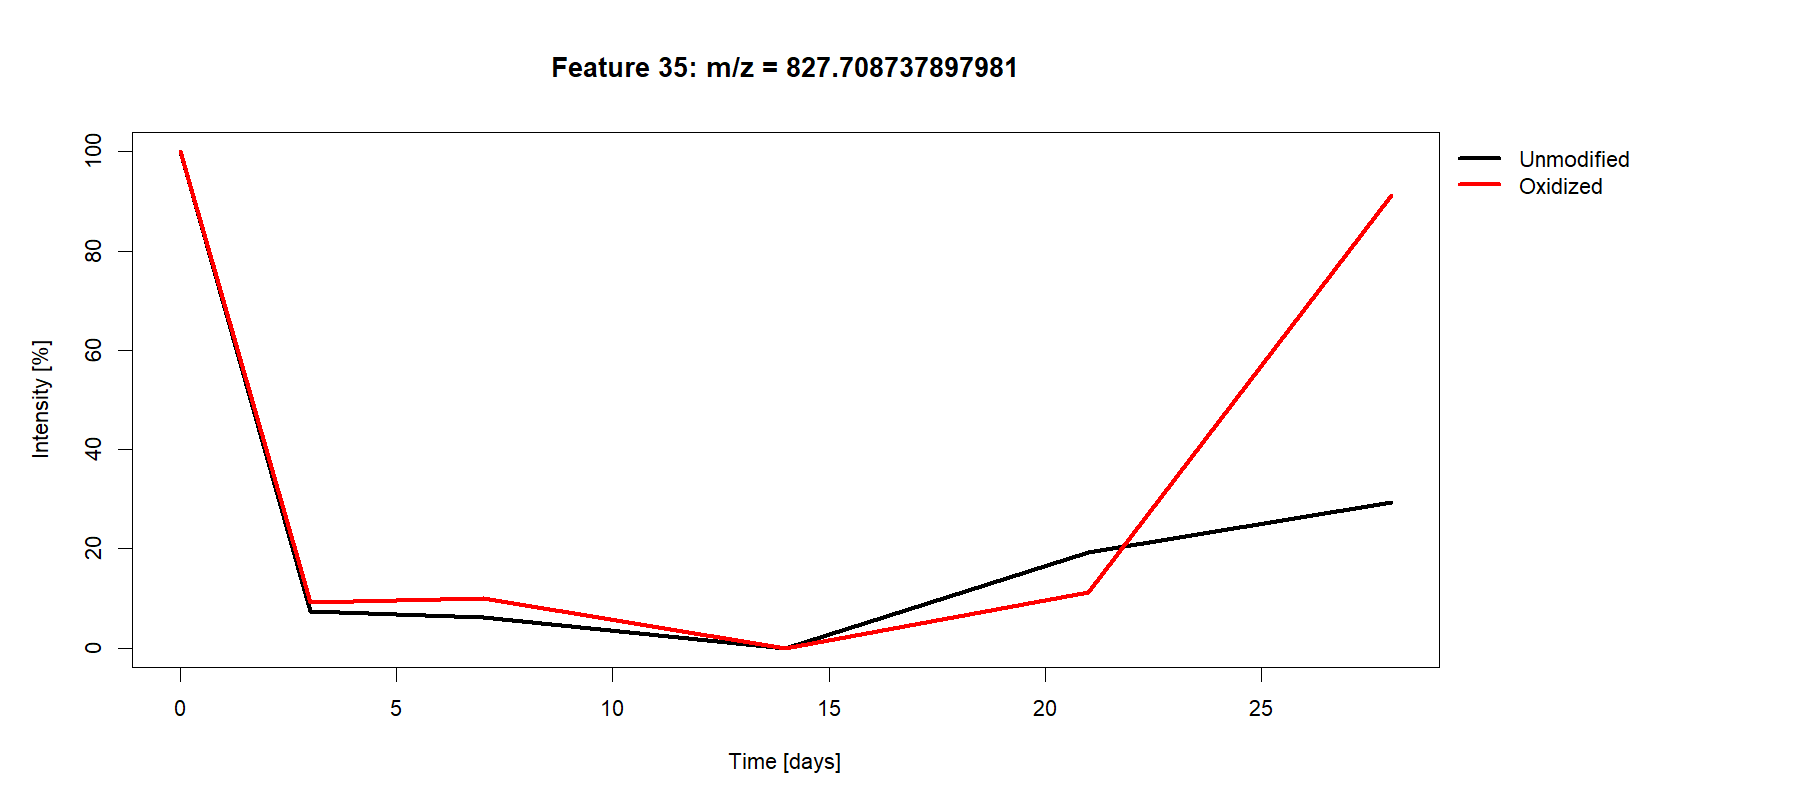 Feature 35: m/z = 827.708737897981
Unmodified
Oxidized
Intensity [%]
100
80
60
40
20
0
0 5 10 15 20 25
Time [days]